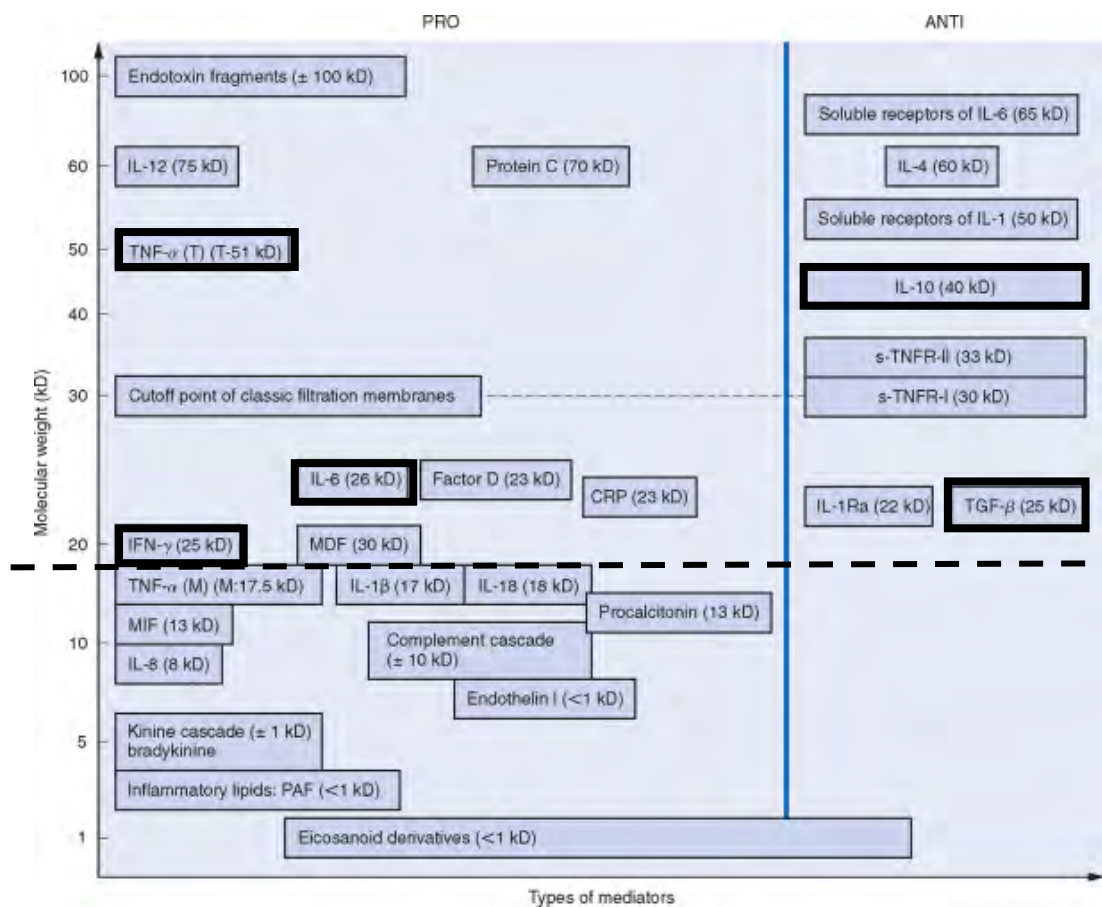 PRO
ANTI
100
Endotoxin fragments (± 100 kD)
Soluble receptors of IL-6 (65 kD)
60
IL-12 (75 kD)
Protein C (70 kD)
IL-4 (60 kD)
Soluble receptors of IL-1 (50 kD)
50
TNF-α (T) (T-51 kD)
IL-10 (40 kD)
40
s-TNFR-II (33 kD)
30
Cutoff point of classic filtration membranes
s-TNFR-I (30 kD)
Molecular weight (kD)
IL-6 (26 kD)
Factor D (23 kD)
CRP (23 kD)
IL-1Ra (22 kD)
TGF-β (25 kD)
20
IFN-γ (25 kD)
MDF (30 kD)
TNF-α (M) (M:17.5 kD)
IL-1β (17 kD)
IL-18 (18 kD)
Procalcitonin (13 kD)
MIF (13 kD)
10
Complement cascade
(± 10 kD)
IL-8 (8 kD)
Endothelin I (<1 kD)
5
Kinine cascade (± 1 kD)
bradykinine
Inflammatory lipids: PAF (<1 kD)
1
Eicosanoid derivatives (<1 kD)
Types of mediators